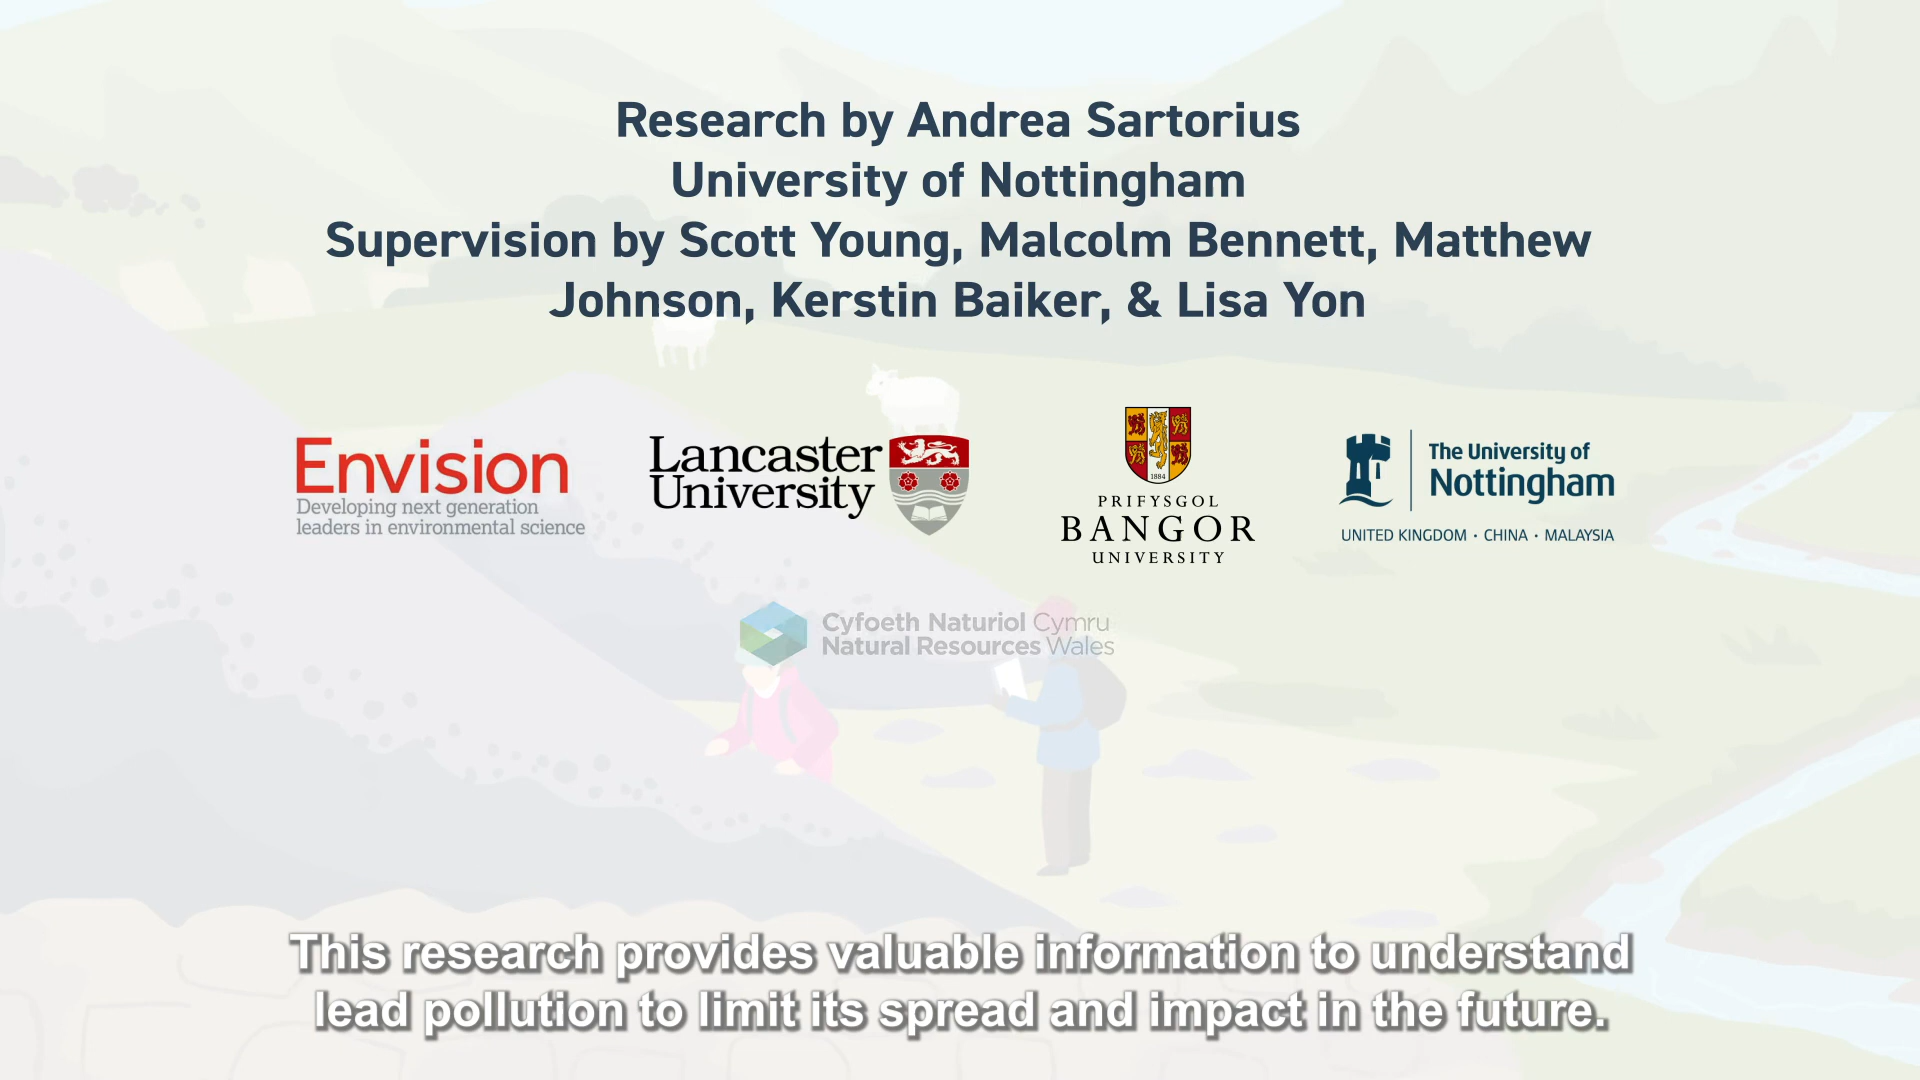 Research by Andrea Sartorius
University of Nottingham
Supervision by Scott Young, Malcolm Bennett, Matthew
Johnson, Kerstin Baiker, & Lisa Yon
Envision
Developing next generation
leaders in environmental science
Lancaster
University
1884
PRIFYSGOL
BANGOR
UNIVERSITY
The University of
Nottingham
UNITED KINGDOM · CHINA · MALAYSIA
Cyfoeth Naturiol Cymru
Natural Resources Wales
This research provides valuable information to understand
lead pollution to limit its spread and impact in the future.